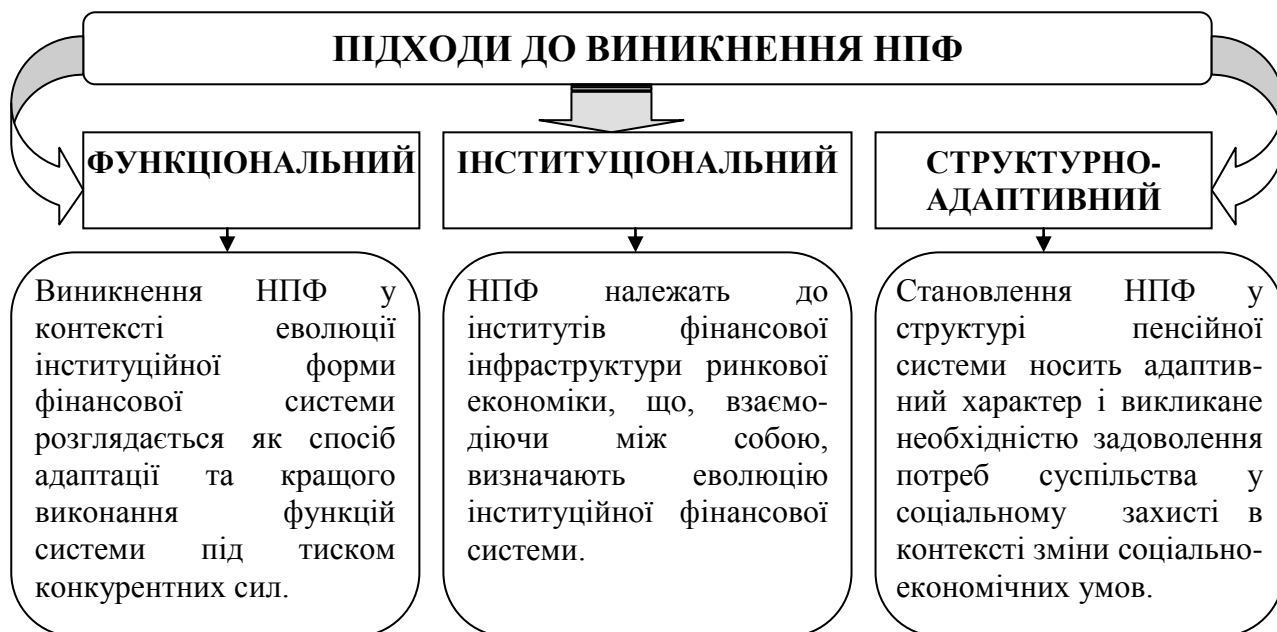 ПІДХОДИ ДО ВИНИКНЕННЯ НПФ
ФУНКЦІОНАЛЬНИЙ
ІНСТИТУЦІОНАЛЬНИЙ
СТРУКТУРНО-
АДАПТИВНИЙ
Виникнення НПФ у
контексті еволюції
інституційної форми
фінансової системи
розглядається як спосіб
адаптації та кращого
виконання функцій
системи під тиском
конкурентних сил.
НПФ належать до
інститутів фінансової
інфраструктури ринкової
економіки, що, взаємо-
діючи між собою,
визначають еволюцію
інституційної фінансової
системи.
Становлення НПФ у
структурі пенсійної
системи носить адаптив-
ний характер і викликане
необхідністю задоволення
потреб суспільства у
соціальному захисті в
контексті зміни соціально-
економічних умов.